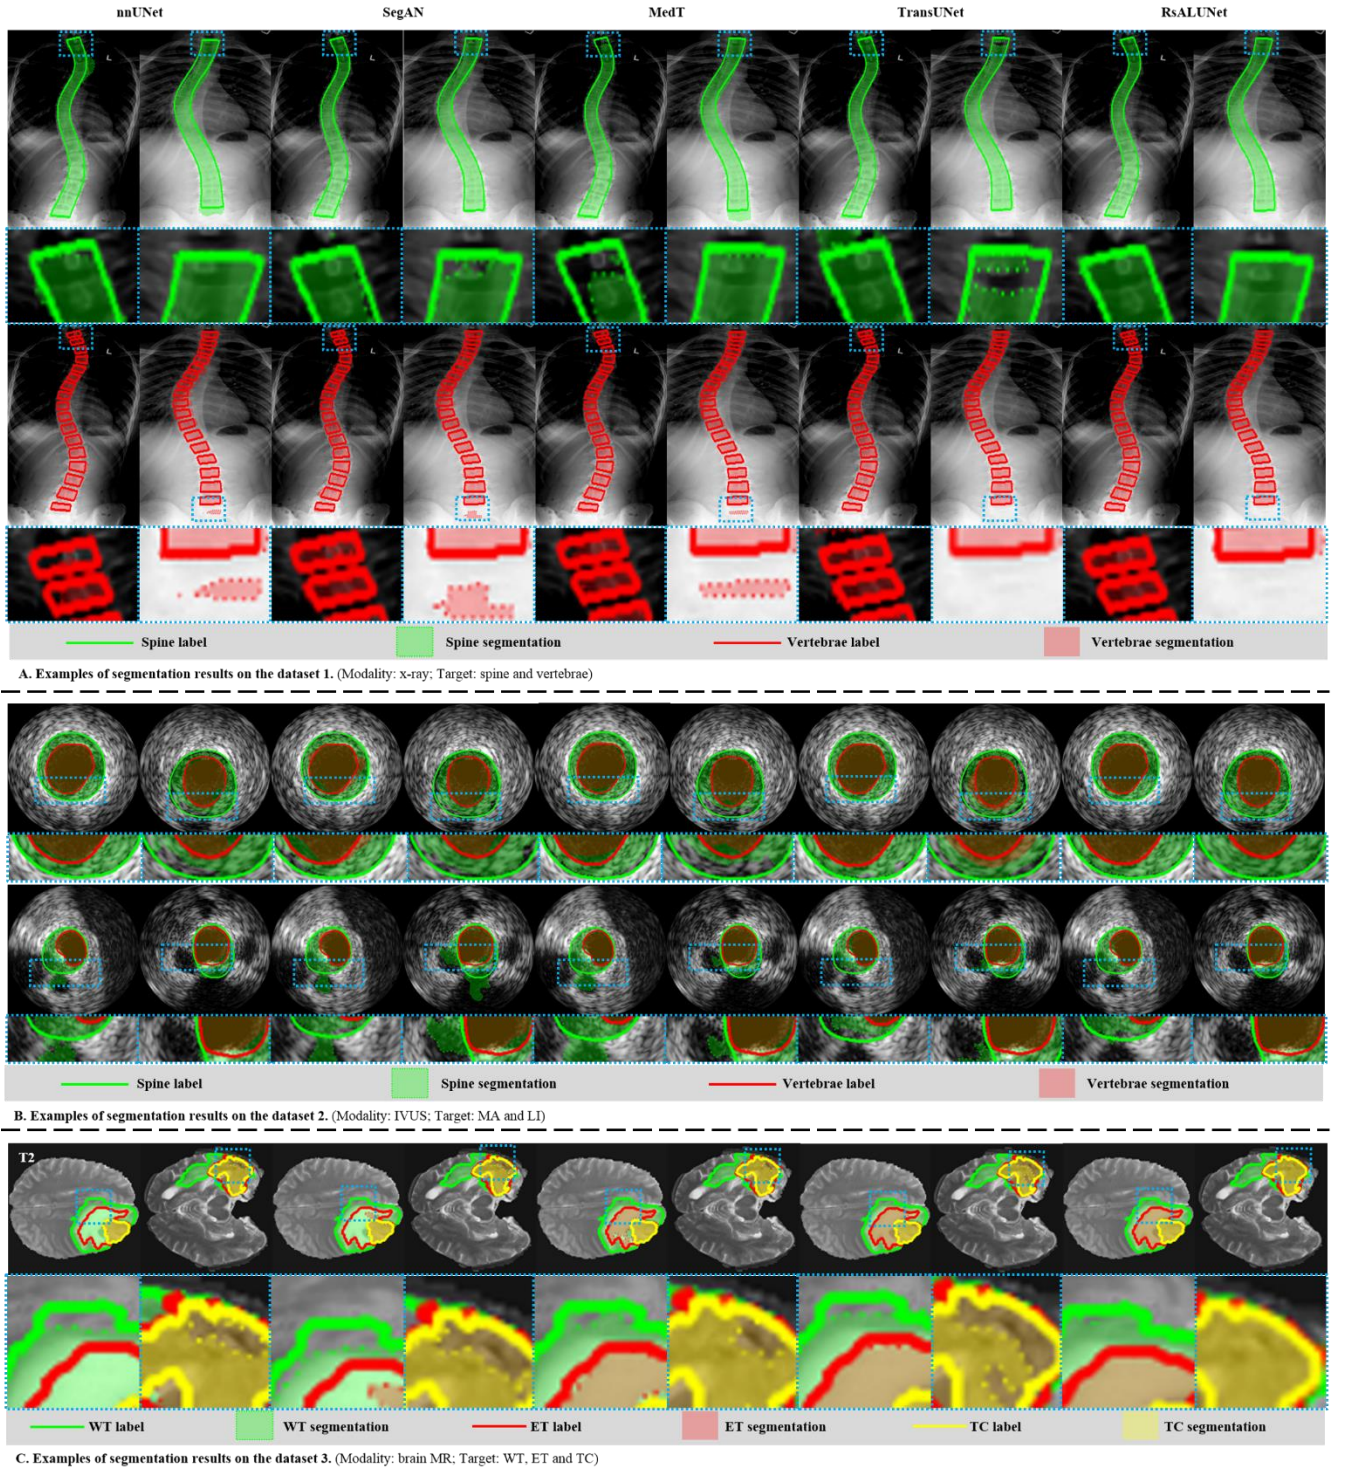 nnUNet SegAN MedT TransUNet RsALUNet
L L L L L
L L L L L
Spine label Spine segmentation Vertebrae label Vertebrae segmentation
A. Examples of segmentation results on the dataset 1. (Modality: x-ray; Target: spine and vertebrae)
Spine label Spine segmentation Vertebrae label Vertebrae segmentation
B. Examples of segmentation results on the dataset 2. (Modality: IVUS; Target: MA and LI)
T2
WT label WT segmentation ET label ET segmentation TC label TC segmentation
C. Examples of segmentation results on the dataset 3. (Modality: brain MR; Target: WT, ET and TC)